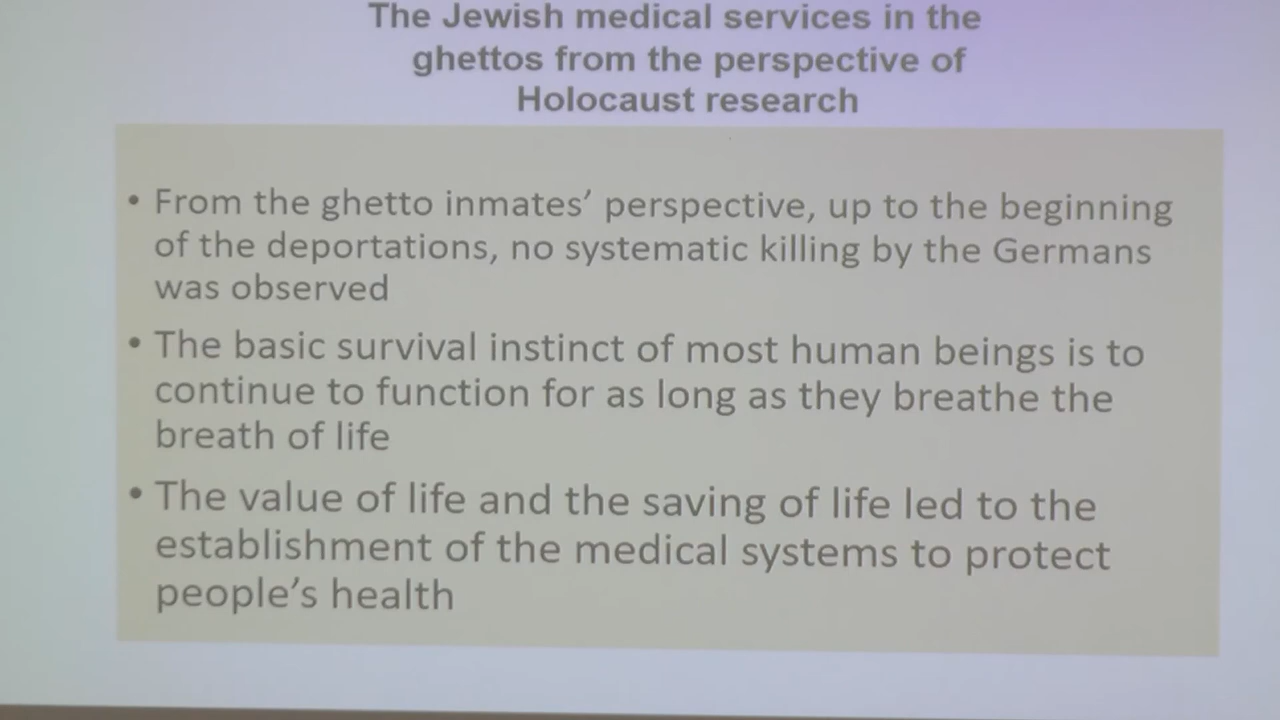 The Jewish medical services in the
ghettos from the perspective of
Holocaust research
• From the ghetto inmates’ perspective, up to the beginning
of the deportations, no systematic killing by the Germans
was observed
• The basic survival instinct of most human beings is to
continue to function for as long as they breathe the
breath of life
• The value of life and the saving of life led to the
establishment of the medical systems to protect
people’s health